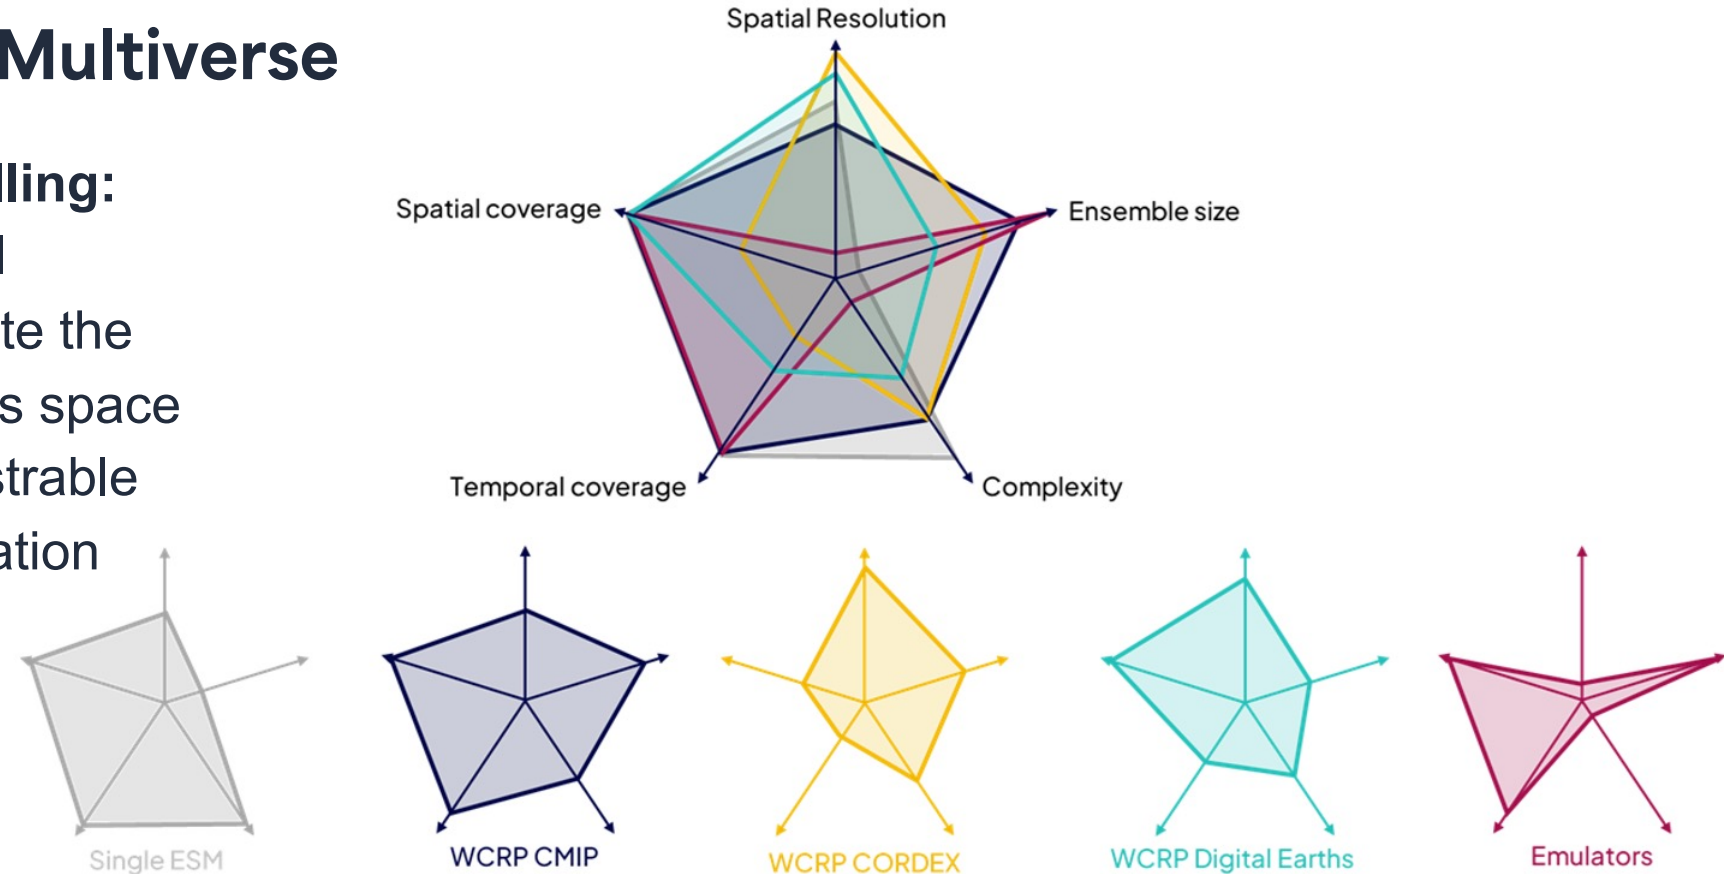 Multiverse
lling:
te the
s space
strable
ation
Spatial Resolution
Spatial coverage
Ensemble size
Temporal coverage
Complexity
Single ESM
WCRP CMIP
WCRP CORDEX
WCRP Digital Earths
Emulators